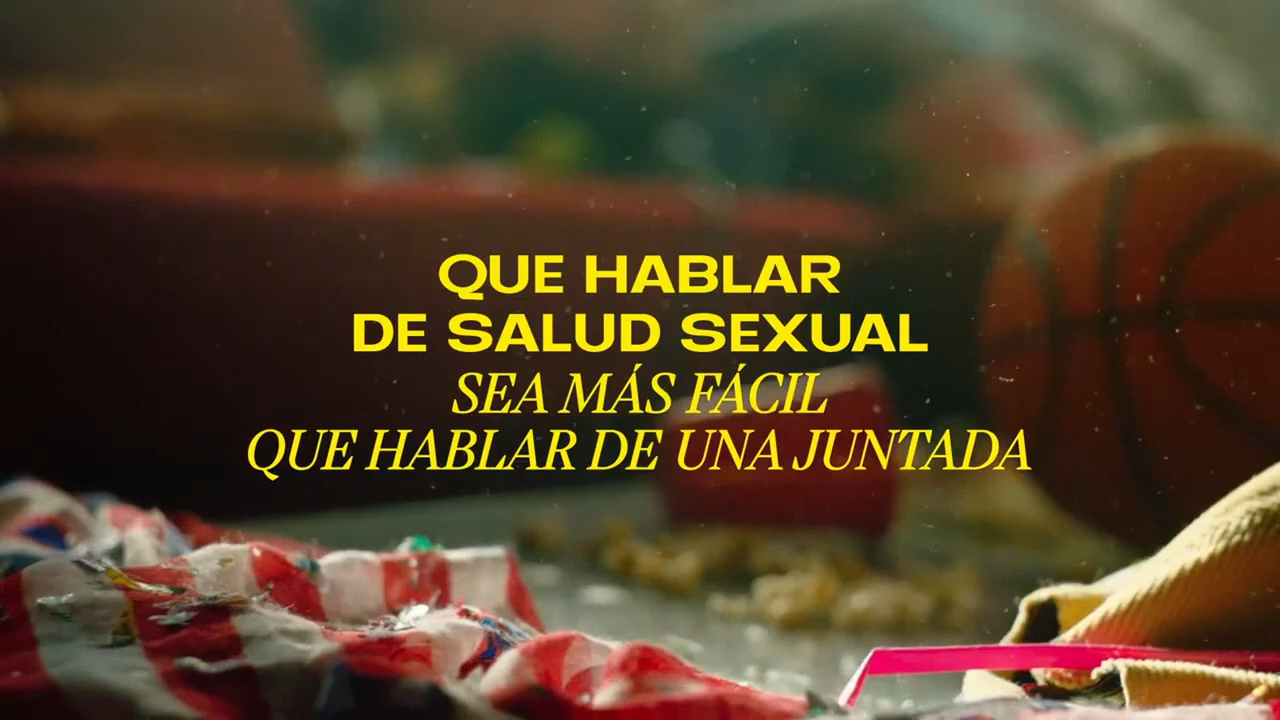 QUE HABLAR
DE SALUD SEXUAL
SEA MÁS FÁCIL
QUE HABLAR DE UNA JUNTADA